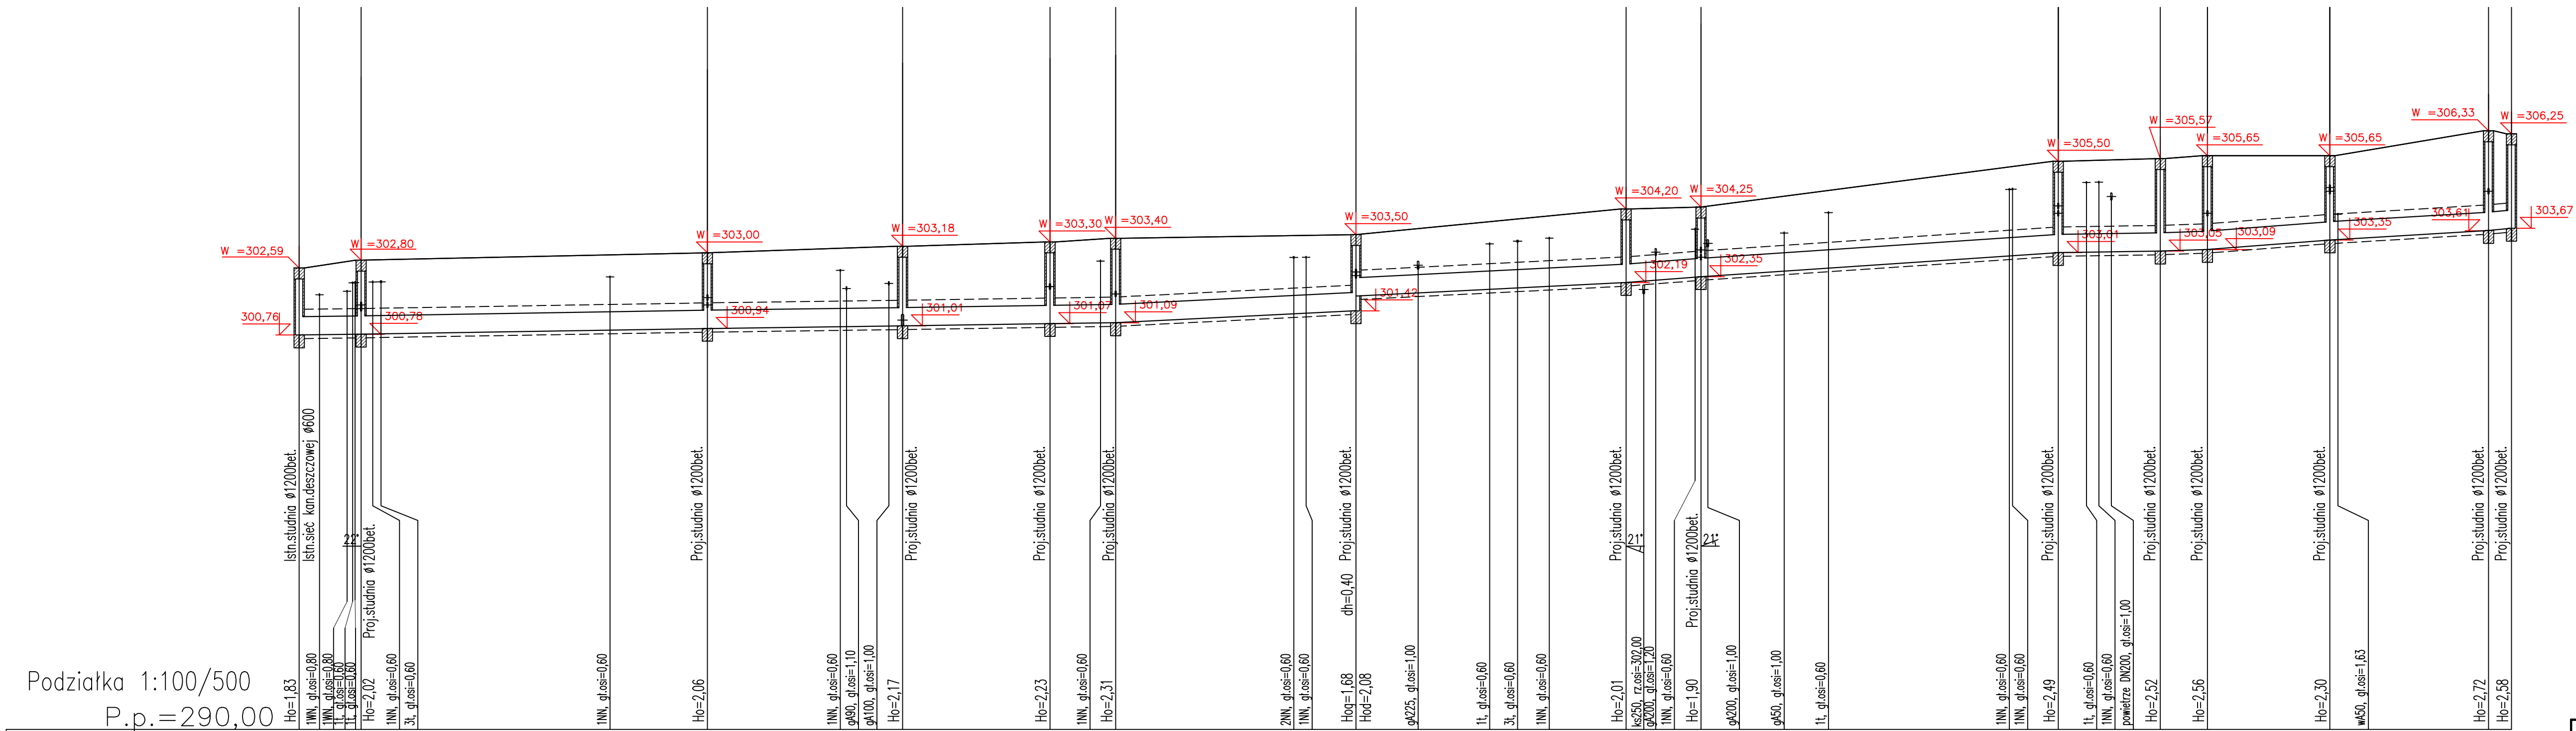 W =302,59
W =302,80
W =303,00
W =303,18
W =303,30
W =303,40
W =303,50
W =304,20
W =304,25
W =305,50
W =305,57
W =305,65
W =305,65
W =306,33
W =306,25
300,76
300,78
300,94
301,01
301,07
301,09
301,42
302,19
302,35
303,01
303,05
303,09
303,35
303,61
303,67
Istn.studnia ø1200bet.
Istn.sieć kan.deszczowej ø600
22°
Proj.studnia ø1200bet.
Proj.studnia ø1200bet.
Proj.studnia ø1200bet.
Proj.studnia ø1200bet.
Proj.studnia ø1200bet.
dh=0,40 Proj.studnia ø1200bet.
Proj.studnia ø1200bet.
21°
Proj.studnia ø1200bet.
21°
Proj.studnia ø1200bet.
Proj.studnia ø1200bet.
Proj.studnia ø1200bet.
Proj.studnia ø1200bet.
Proj.studnia ø1200bet.
Proj.studnia ø1200bet.
Podziałka 1:100/500
P.p.=290,00
Ho=1,83
1WN, gł.osi=0,80
1WN, gł.osi=0,80
1t, gł.osi=0,60
1t, gł.osi=0,60
Ho=2,02
1NN, gł.osi=0,60
3t, gł.osi=0,60
1NN, gł.osi=0,60
Ho=2,06
1NN, gł.osi=0,60
gA90, gł.osi=1,10
gA100, gł.osi=1,00
Ho=2,17
Ho=2,23
1NN, gł.osi=0,60
Ho=2,31
2NN, gł.osi=0,60
1NN, gł.osi=0,60
Hog=1,68
Hod=2,08
gA225, gł.osi=1,00
1t, gł.osi=0,60
3t, gł.osi=0,60
1NN, gł.osi=0,60
Ho=2,01
ks250, rz.osi=302,00
gA200, gł.osi=1,20
1NN, gł.osi=0,60
Ho=1,90
gA200, gł.osi=1,00
gA50, gł.osi=1,00
1t, gł.osi=0,60
1NN, gł.osi=0,60
1NN, gł.osi=0,60
Ho=2,49
1t, gł.osi=0,60
1NN, gł.osi=0,60
powietrze DN200, gł.osi=1,00
Ho=2,52
Ho=2,56
Ho=2,30
wA50, gł.osi=1,63
Ho=2,72
Ho=2,58